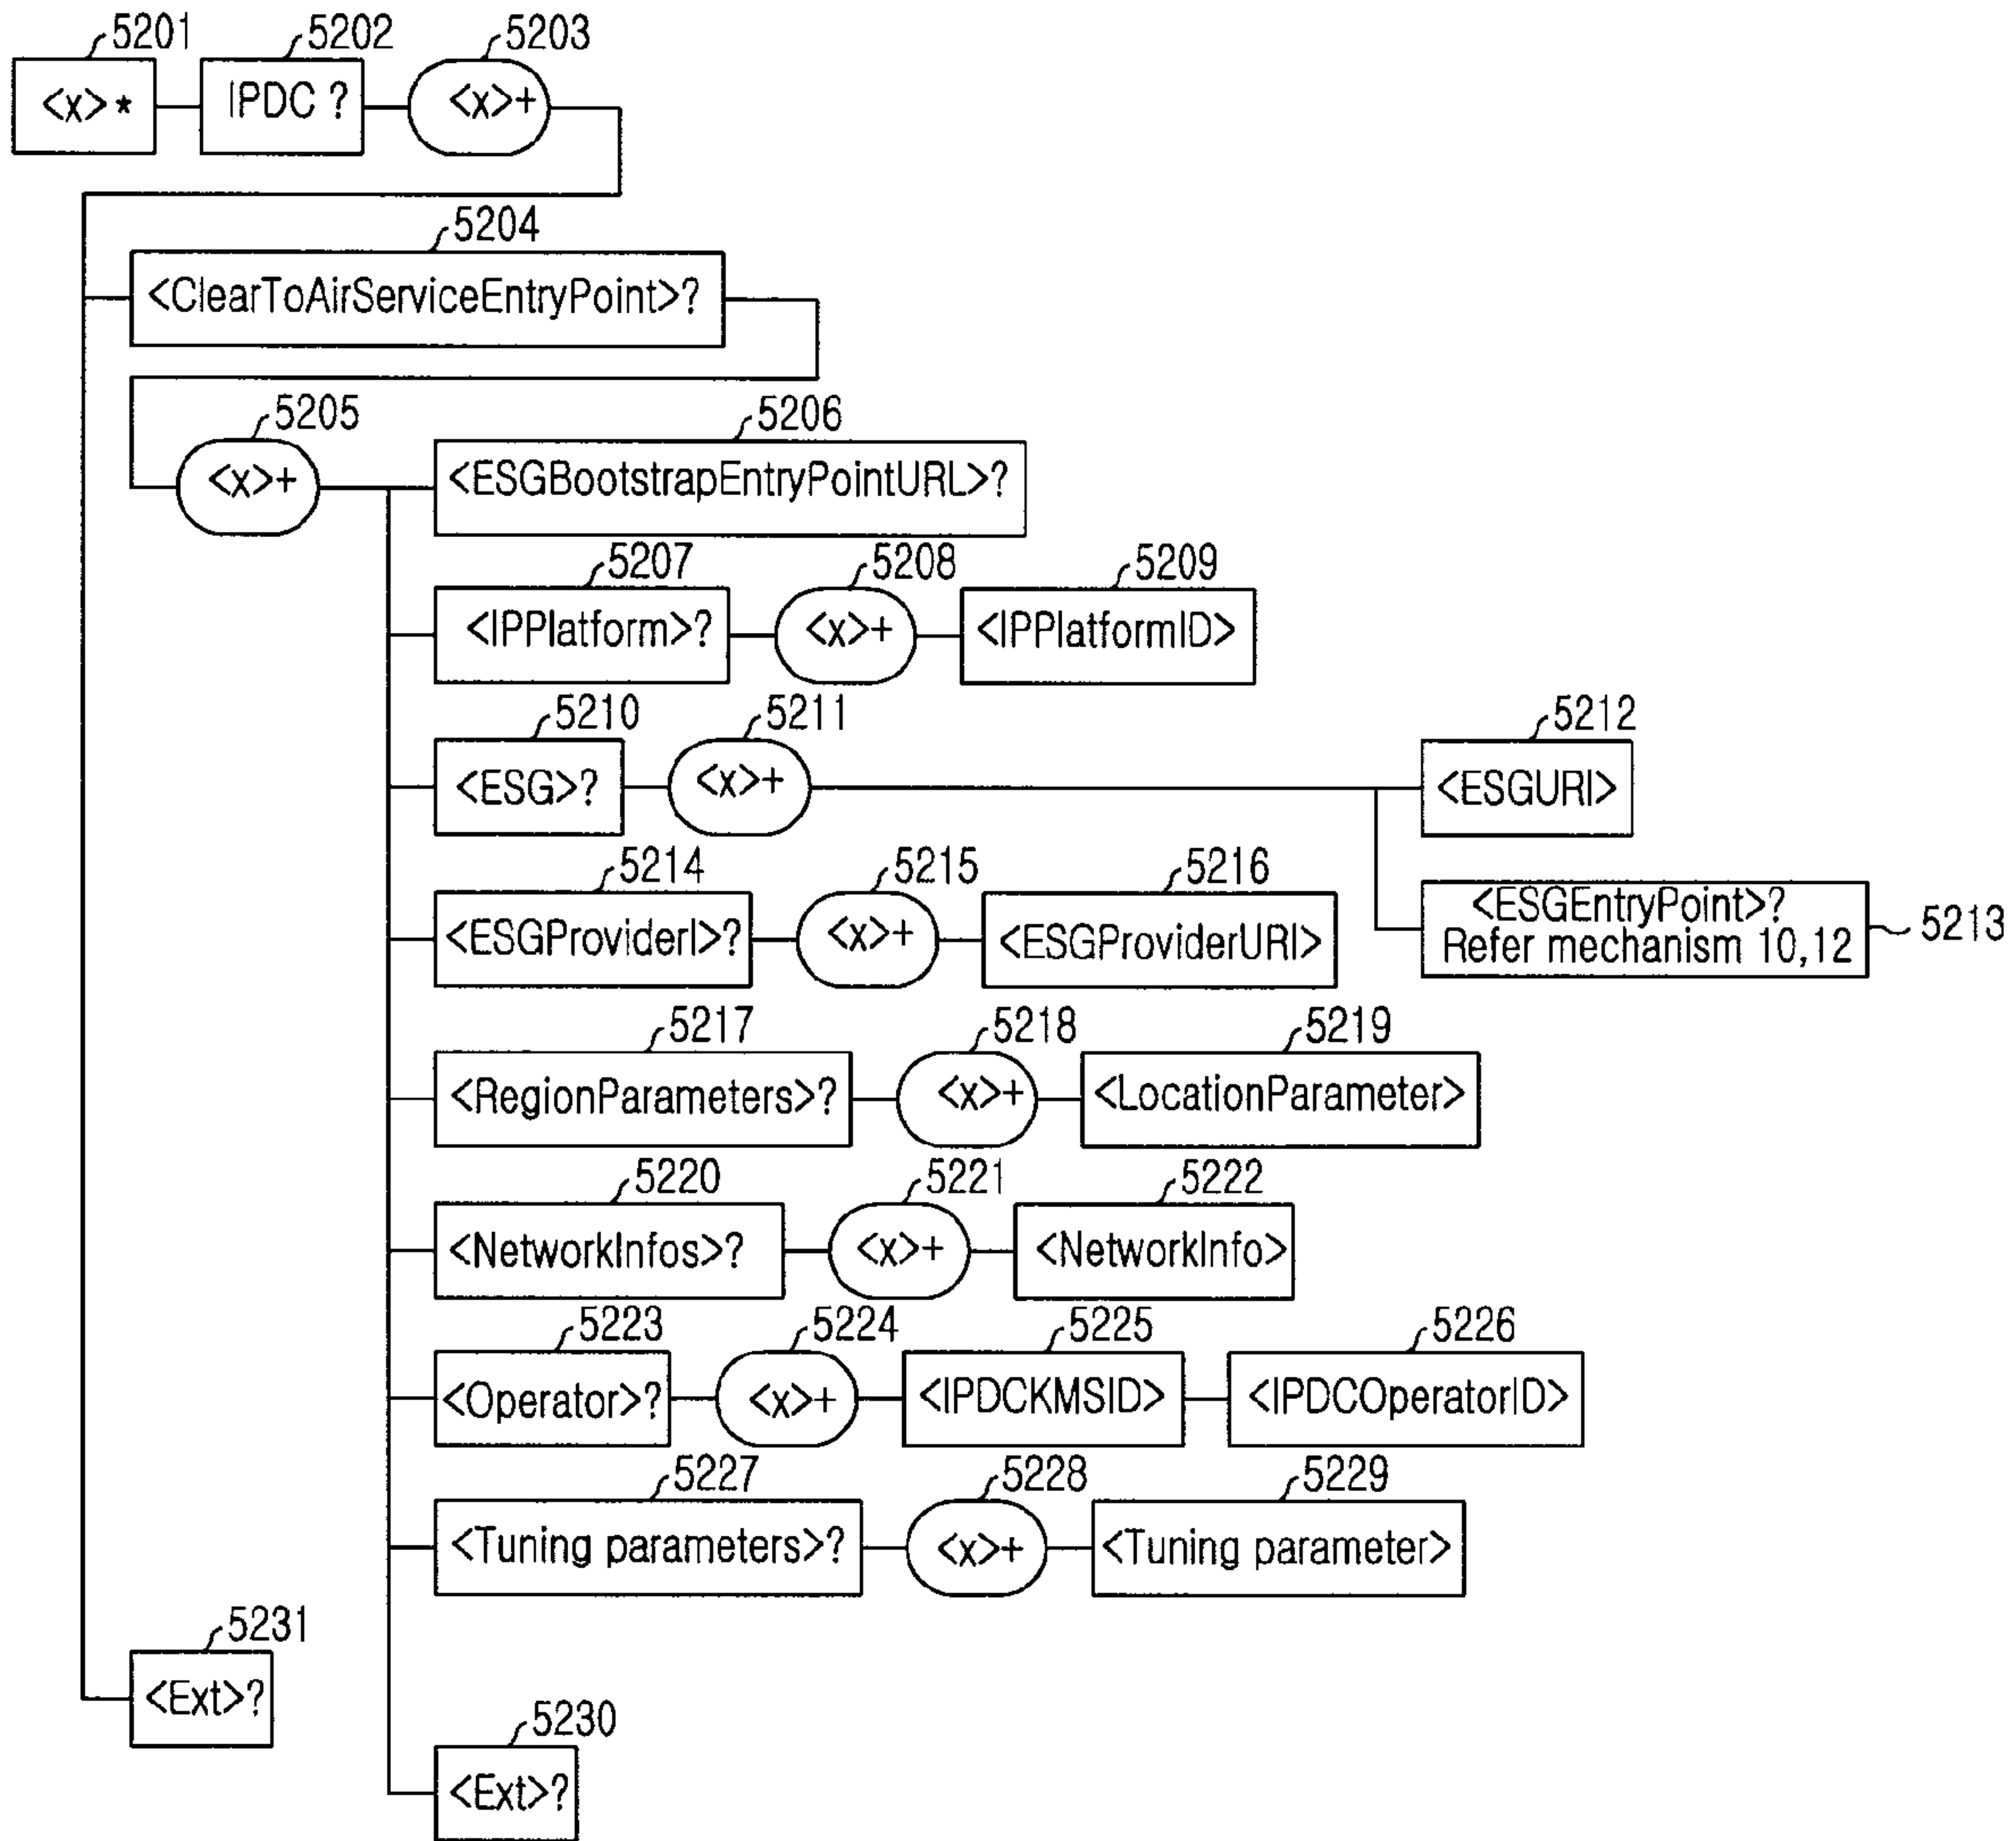 5201 5202 5203
<x>* IPDC ? <x>+
5204
<ClearToAirServiceEntryPoint>?
5205 5206
<x>+ <ESGBootstrapEntryPointURL>?
5207 5208 5209
<IPPlatform>? <x>+ <IPPlatformID>
5210 5211 5212
<ESG>? <x>+ <ESGURI>
5214 5215 5216
<ESGProviderI>? <x>+ <ESGProviderURI>
<ESGEntryPoint>?
Refer mechanism 10,12
5213
5217 5218 5219
<RegionParameters>? <x>+ <LocationParameter>
5220 5221 5222
<NetworkInfos>? <x>+ <NetworkInfo>
5223 5224 5225 5226
<Operator>? <x>+ <IPDCKMSID> <IPDCOperatorID>
5227 5228 5229
<Tuning parameters>? <x>+ <Tuning parameter>
5231
<Ext>?
5230
<Ext>?